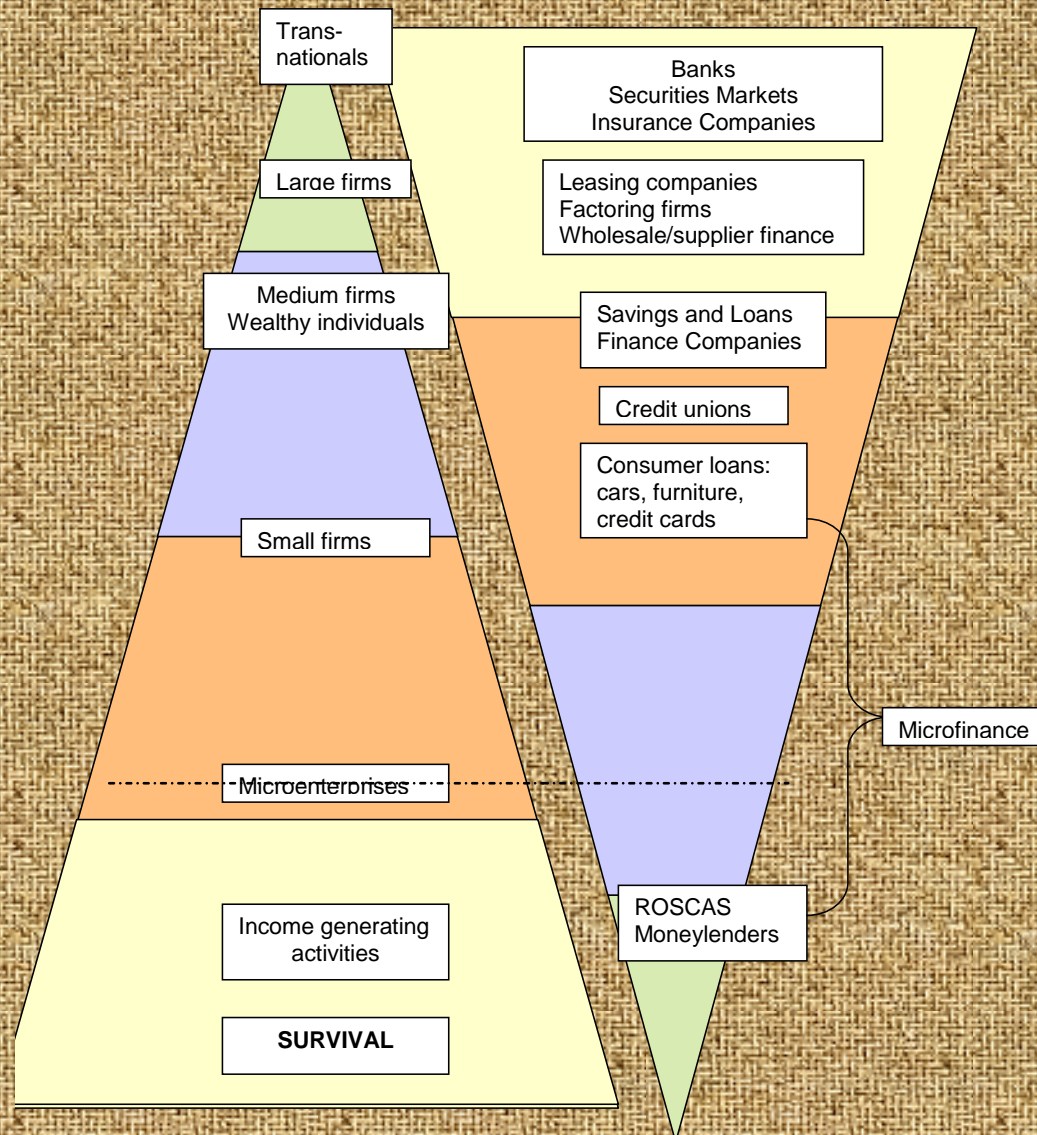 Trans-
nationals
Large firms
Medium firms
Wealthy individuals
Small firms
Microenterprises
Income generating
activities
SURVIVAL
Banks
Securities Markets
Insurance Companies
Leasing companies
Factoring firms
Wholesale/supplier finance
Savings and Loans
Finance Companies
Credit unions
Consumer loans:
cars, furniture,
credit cards
ROSCAS
Moneylenders
Microfinance